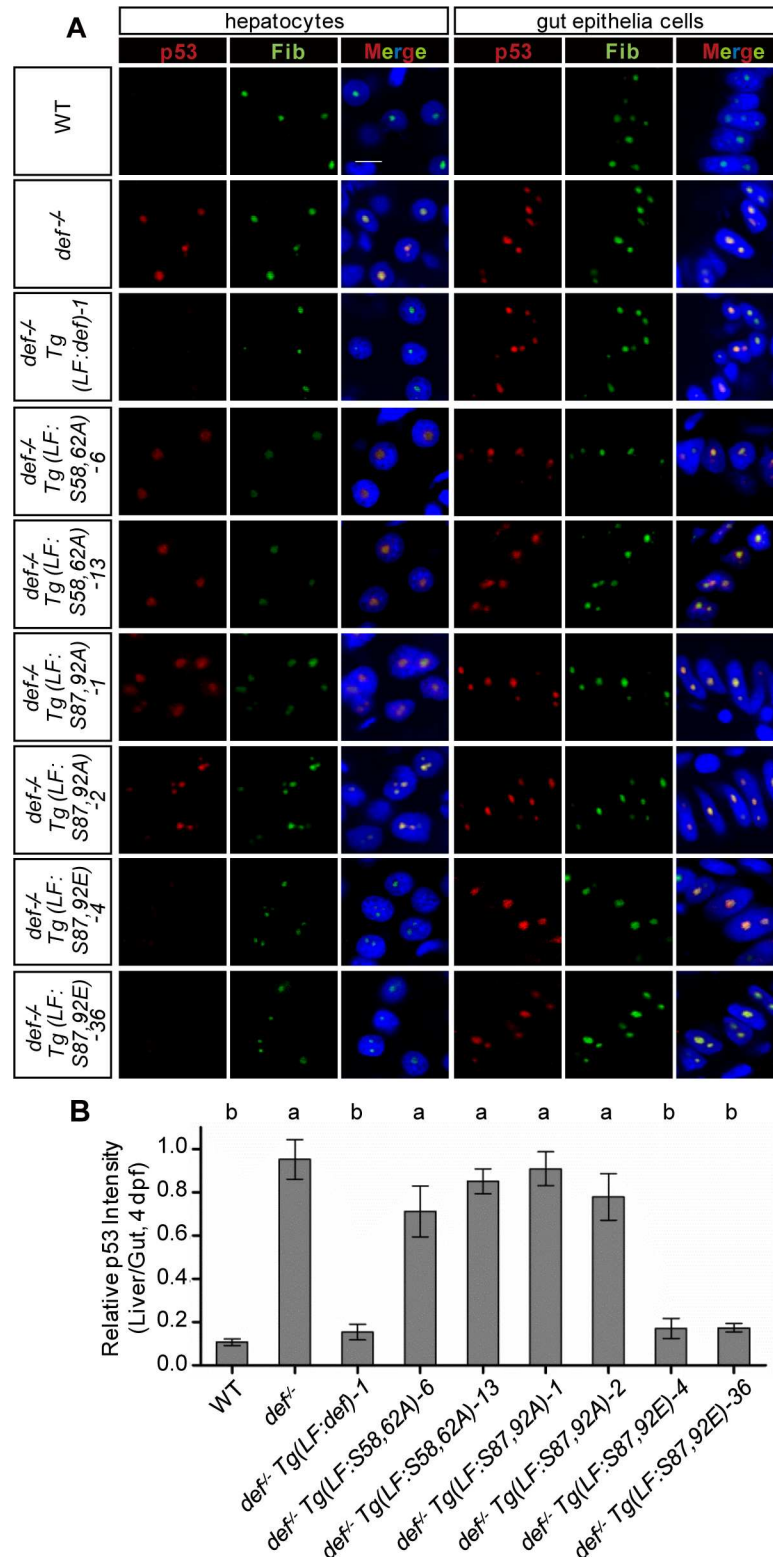 A
hepatocytes
gut epithelia cells
p53 Fib Merge p53 Fib Merge
WT
def-/-
def-/-
Tg
(LF:def)-1
def-/-
Tg (LF:
S58,62A)
-6
def-/-
Tg (LF:
S58,62A)
-13
def-/-
Tg (LF:
S87,92A)
-1
def-/-
Tg (LF:
S87,92A)
-2
def-/-
Tg (LF:
S87,92E)
-4
def-/-
Tg (LF:
S87,92E)
-36
B
b a b a a a a b b
Relative p53 Intensity
(Liver/Gut, 4 dpf)
1.0
0.8
0.6
0.4
0.2
0.0
WT
def-/-
def-/- Tg(LF:def)-1
def-/- Tg(LF:S58,62A)-6
def-/- Tg(LF:S58,62A)-13
def-/- Tg(LF:S87,92A)-1
def-/- Tg(LF:S87,92A)-2
def-/- Tg(LF:S87,92E)-4
def-/- Tg(LF:S87,92E)-36